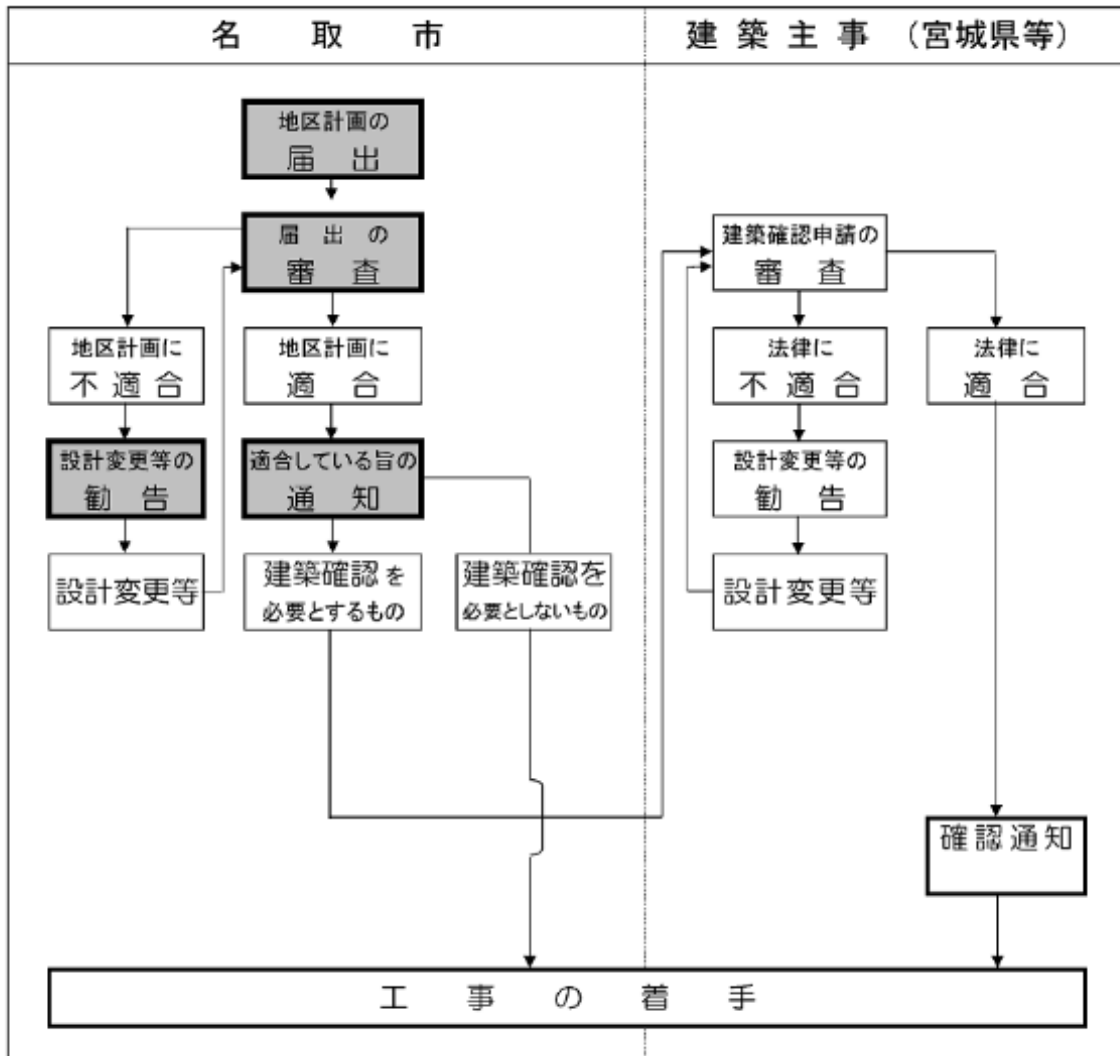 名取市
建築主事（宮城県等）
地区計画の
届出
届出の
審査
建築確認申請の
審査
地区計画に
不適合
地区計画に
適合
法律に
不適合
法律に
適合
設計変更等の
勧告
適合している旨の
通知
設計変更等の
勧告
設計変更等
建築確認を
必要とするもの
建築確認を
必要としないもの
設計変更等
確認通知
工事の着手